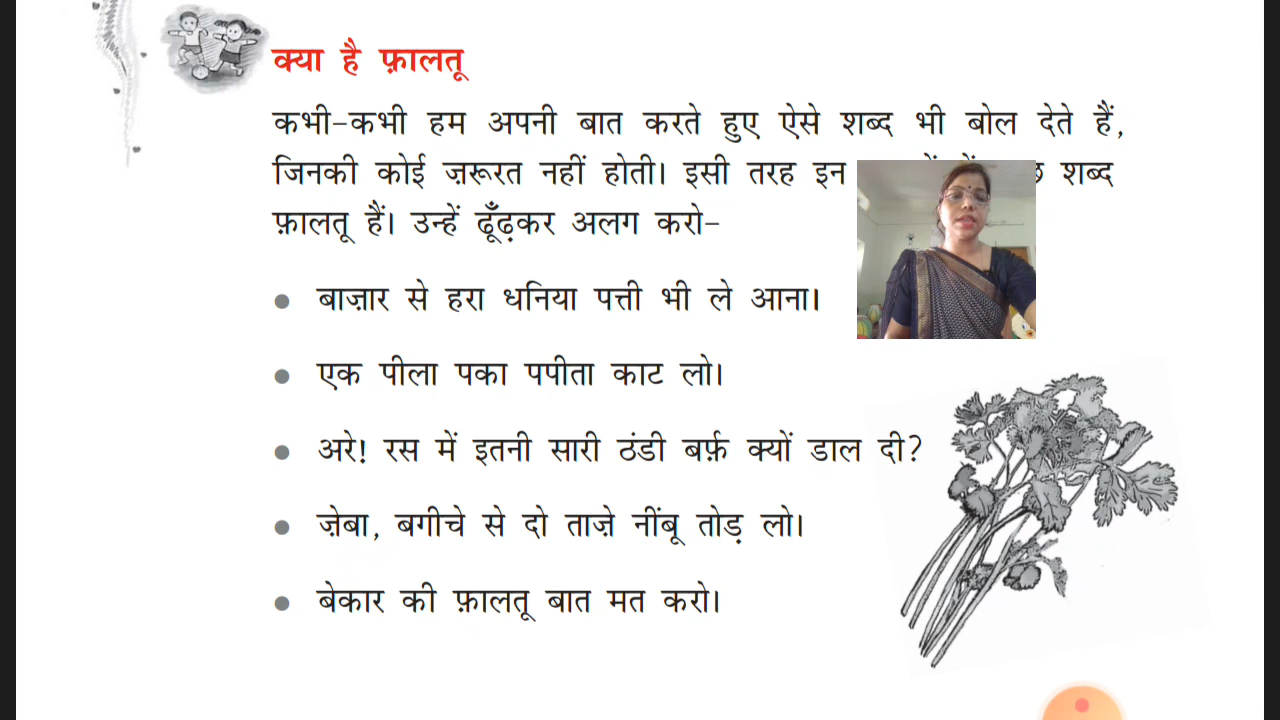 क्या है फ़ालतू
कभी-कभी हम अपनी बात करते हुए ऐसे शब्द भी बोल देते हैं,
जिनकी कोई ज़रूरत नहीं होती। इसी तरह इन शब्द
फ़ालतू हैं। उन्हें ढूँढ़कर अलग करो-
● बाज़ार से हरा धनिया पत्ती भी ले आना।
● एक पीला पका पपीता काट लो।
● अरे! रस में इतनी सारी ठंडी बर्फ़ क्यों डाल दी?
● ज़ेबा, बगीचे से दो ताज़े नींबू तोड़ लो।
● बेकार की फ़ालतू बात मत करो।